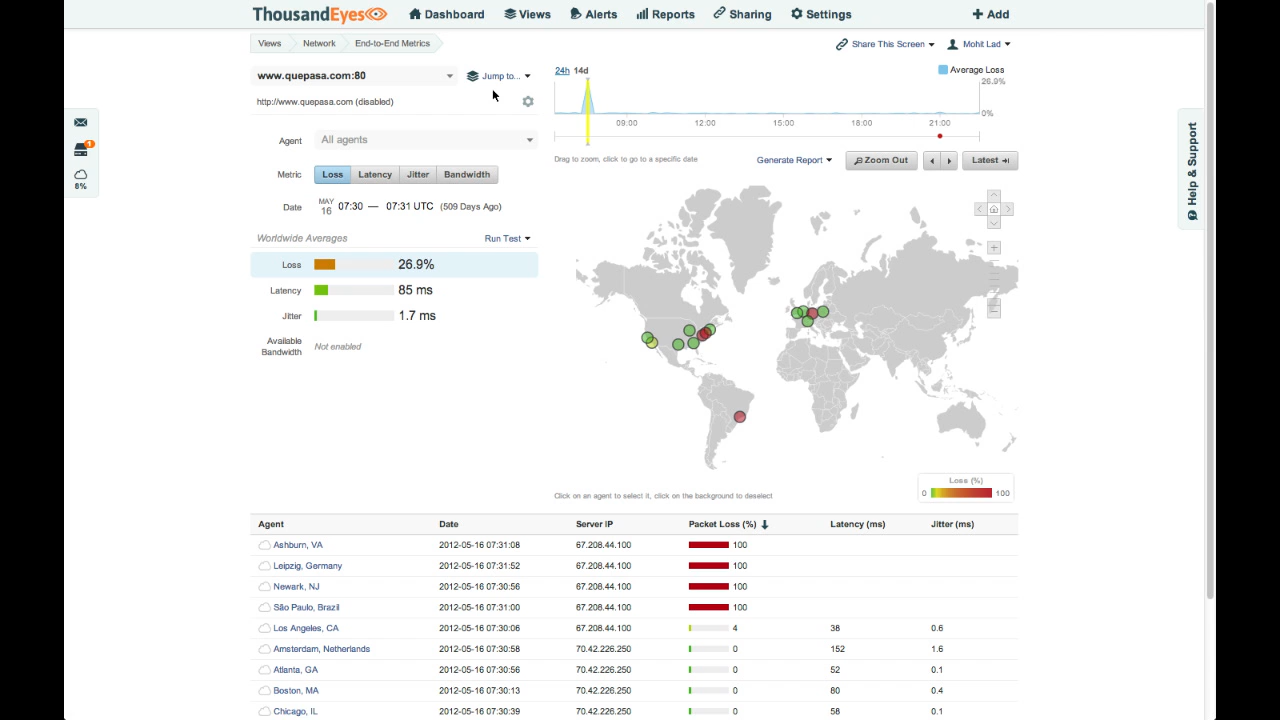 ThousandEyes Dashboard Views Alerts Reports Sharing Settings + Add
Views Network End-to-End Metrics Share This Screen Mohit Lad
www.quepasa.com:80 Jump to...
http://www.quepasa.com (disabled)
24h 14d Average Loss
26.9%
0%
09:00 12:00 15:00 18:00 21:00
Drag to zoom, click to go to a specific date Generate Report Zoom Out Latest
Agent All agents
Metric Loss Latency Jitter Bandwidth
Date MAY 16 07:30 — 07:31 UTC (509 Days Ago)
Worldwide Averages Run Test
Loss 26.9%
Latency 85 ms
Jitter 1.7 ms
Available Bandwidth Not enabled
1
8%
Help & Support
Loss (%)
0 100
Click on an agent to select it, click on the background to deselect
Agent Date Server IP Packet Loss (%) Latency (ms) Jitter (ms)
Ashburn, VA 2012-05-16 07:31:08 67.208.44.100 100
Leipzig, Germany 2012-05-16 07:31:52 67.208.44.100 100
Newark, NJ 2012-05-16 07:30:56 67.208.44.100 100
São Paulo, Brazil 2012-05-16 07:31:00 67.208.44.100 100
Los Angeles, CA 2012-05-16 07:30:06 67.208.44.100 4 38 0.6
Amsterdam, Netherlands 2012-05-16 07:30:58 70.42.226.250 0 152 1.6
Atlanta, GA 2012-05-16 07:30:56 70.42.226.250 0 52 0.1
Boston, MA 2012-05-16 07:30:13 70.42.226.250 0 80 0.4
Chicago, IL 2012-05-16 07:30:39 70.42.226.250 0 58 0.1